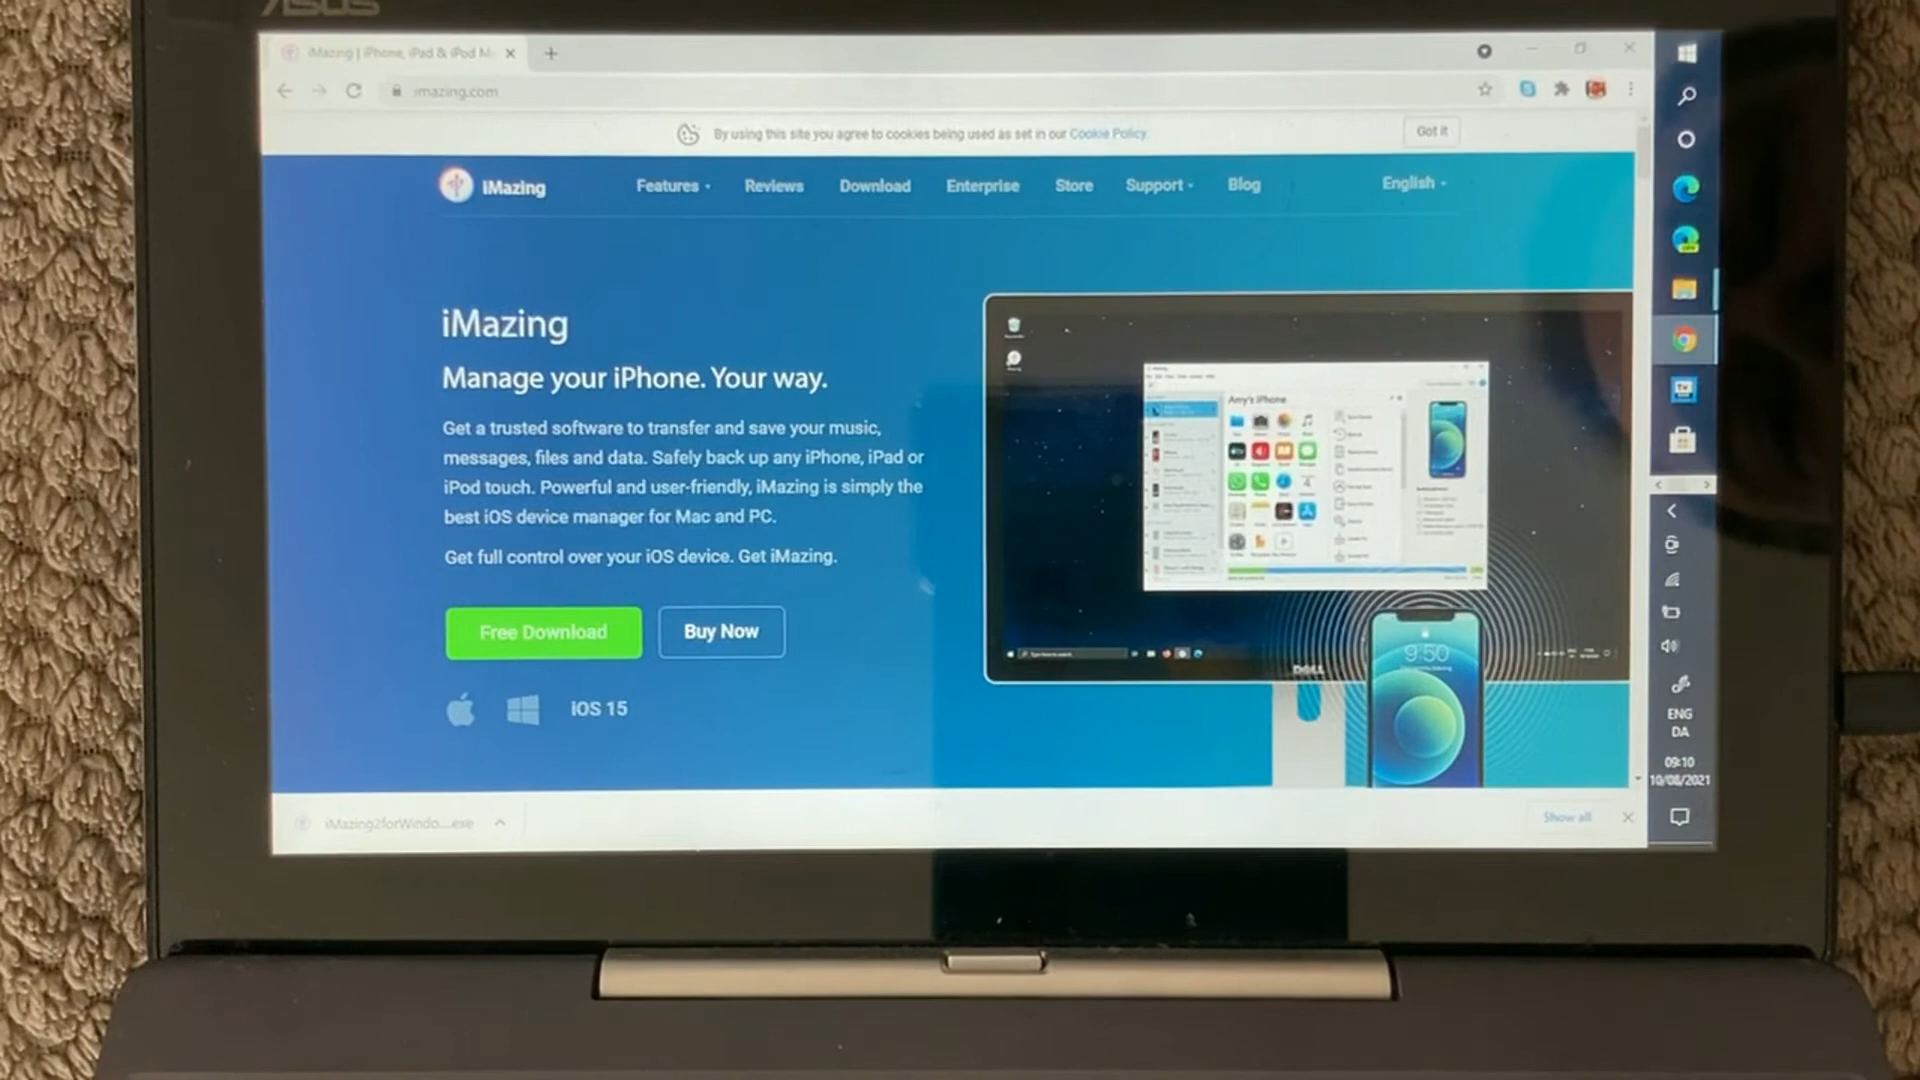 ASUS
iMazing | iPhone, iPad & iPod M
imazing.com
By using this site you agree to cookies being used as set in our Cookie Policy.
Got it
iMazing
Features
Reviews
Download
Enterprise
Store
Support
Blog
English
iMazing
Manage your iPhone. Your way.
Get a trusted software to transfer and save your music,
messages, files and data. Safely back up any iPhone, iPad or
iPod touch. Powerful and user-friendly, iMazing is simply the
best iOS device manager for Mac and PC.
Get full control over your iOS device. Get iMazing.
Free Download
Buy Now
iOS 15
Amy's iPhone
DELL
9:50
ENG
DA
09:10
10/08/2021
iMazing2forWindo....exe
Show all